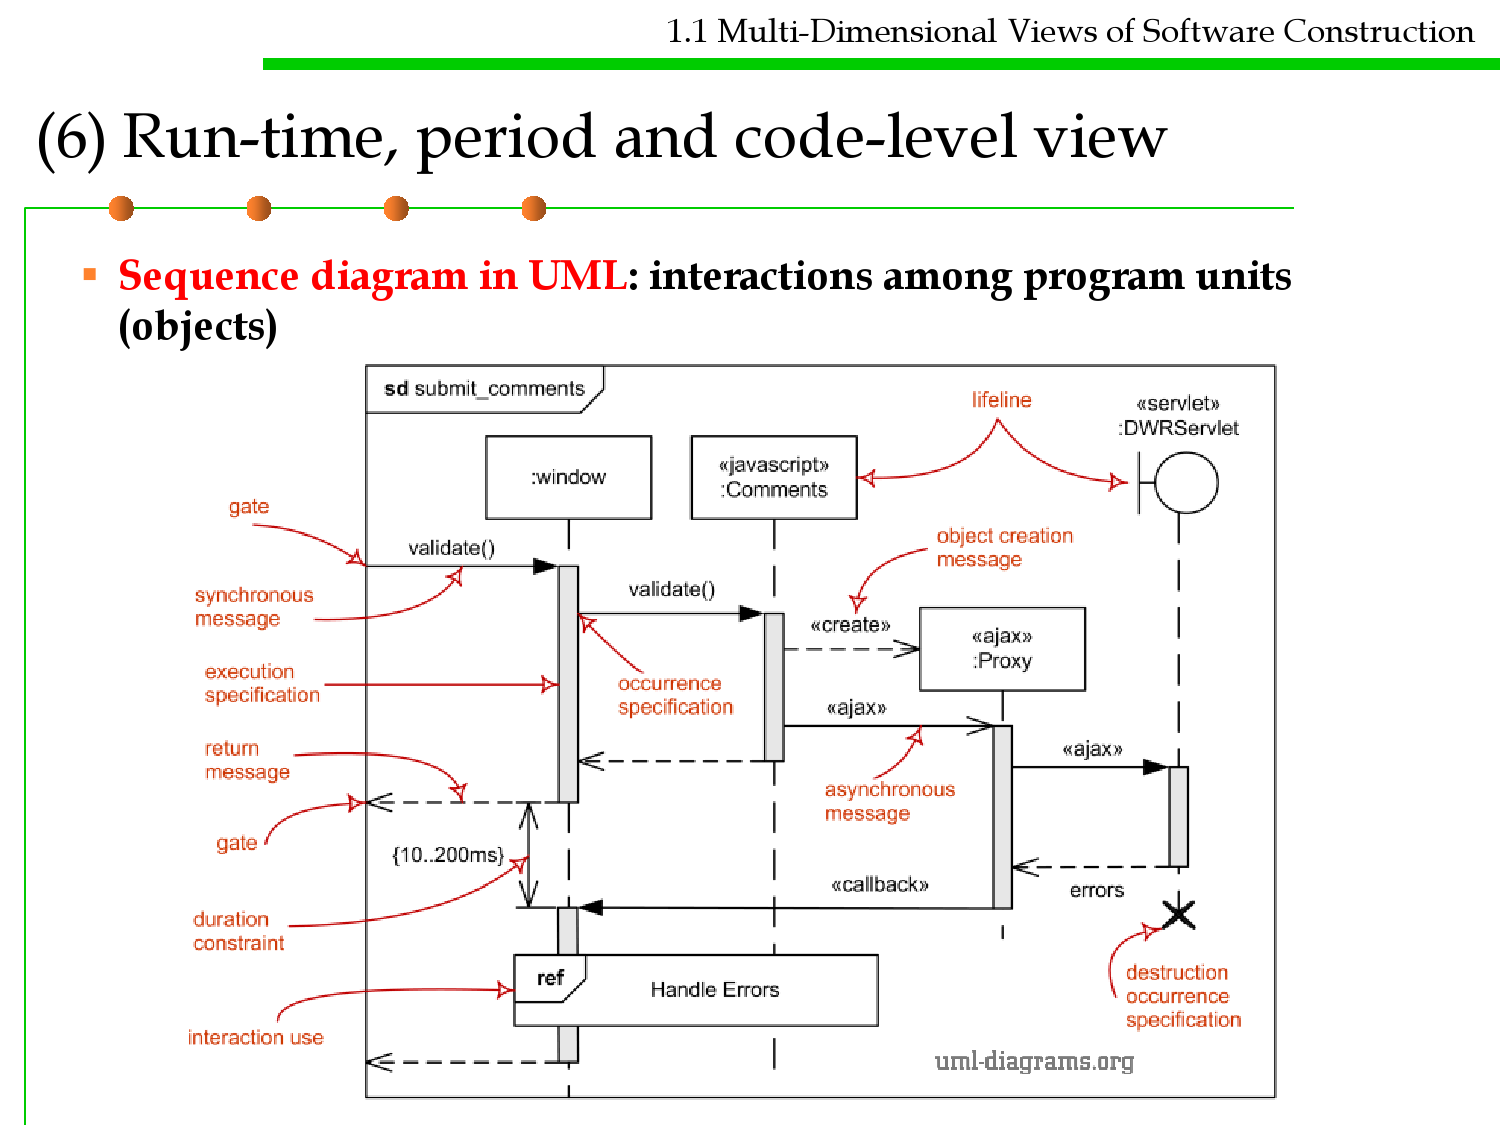 1.1 Multi-Dimensional Views of Software Construction
(6) Run-time, period and code-level view
Sequence diagram in UML: interactions among program units
(objects)
sd submit_comments
lifeline
«servlet»
:DWRServlet
:window
«javascript»
:Comments
gate
validate()
object creation
message
synchronous
message
validate()
«create»
«ajax»
:Proxy
execution
specification
occurrence
specification
«ajax»
return
message
«ajax»
asynchronous
message
gate
{10..200ms}
«callback»
errors
duration
constraint
ref
Handle Errors
destruction
occurrence
specification
interaction use
uml-diagrams.org